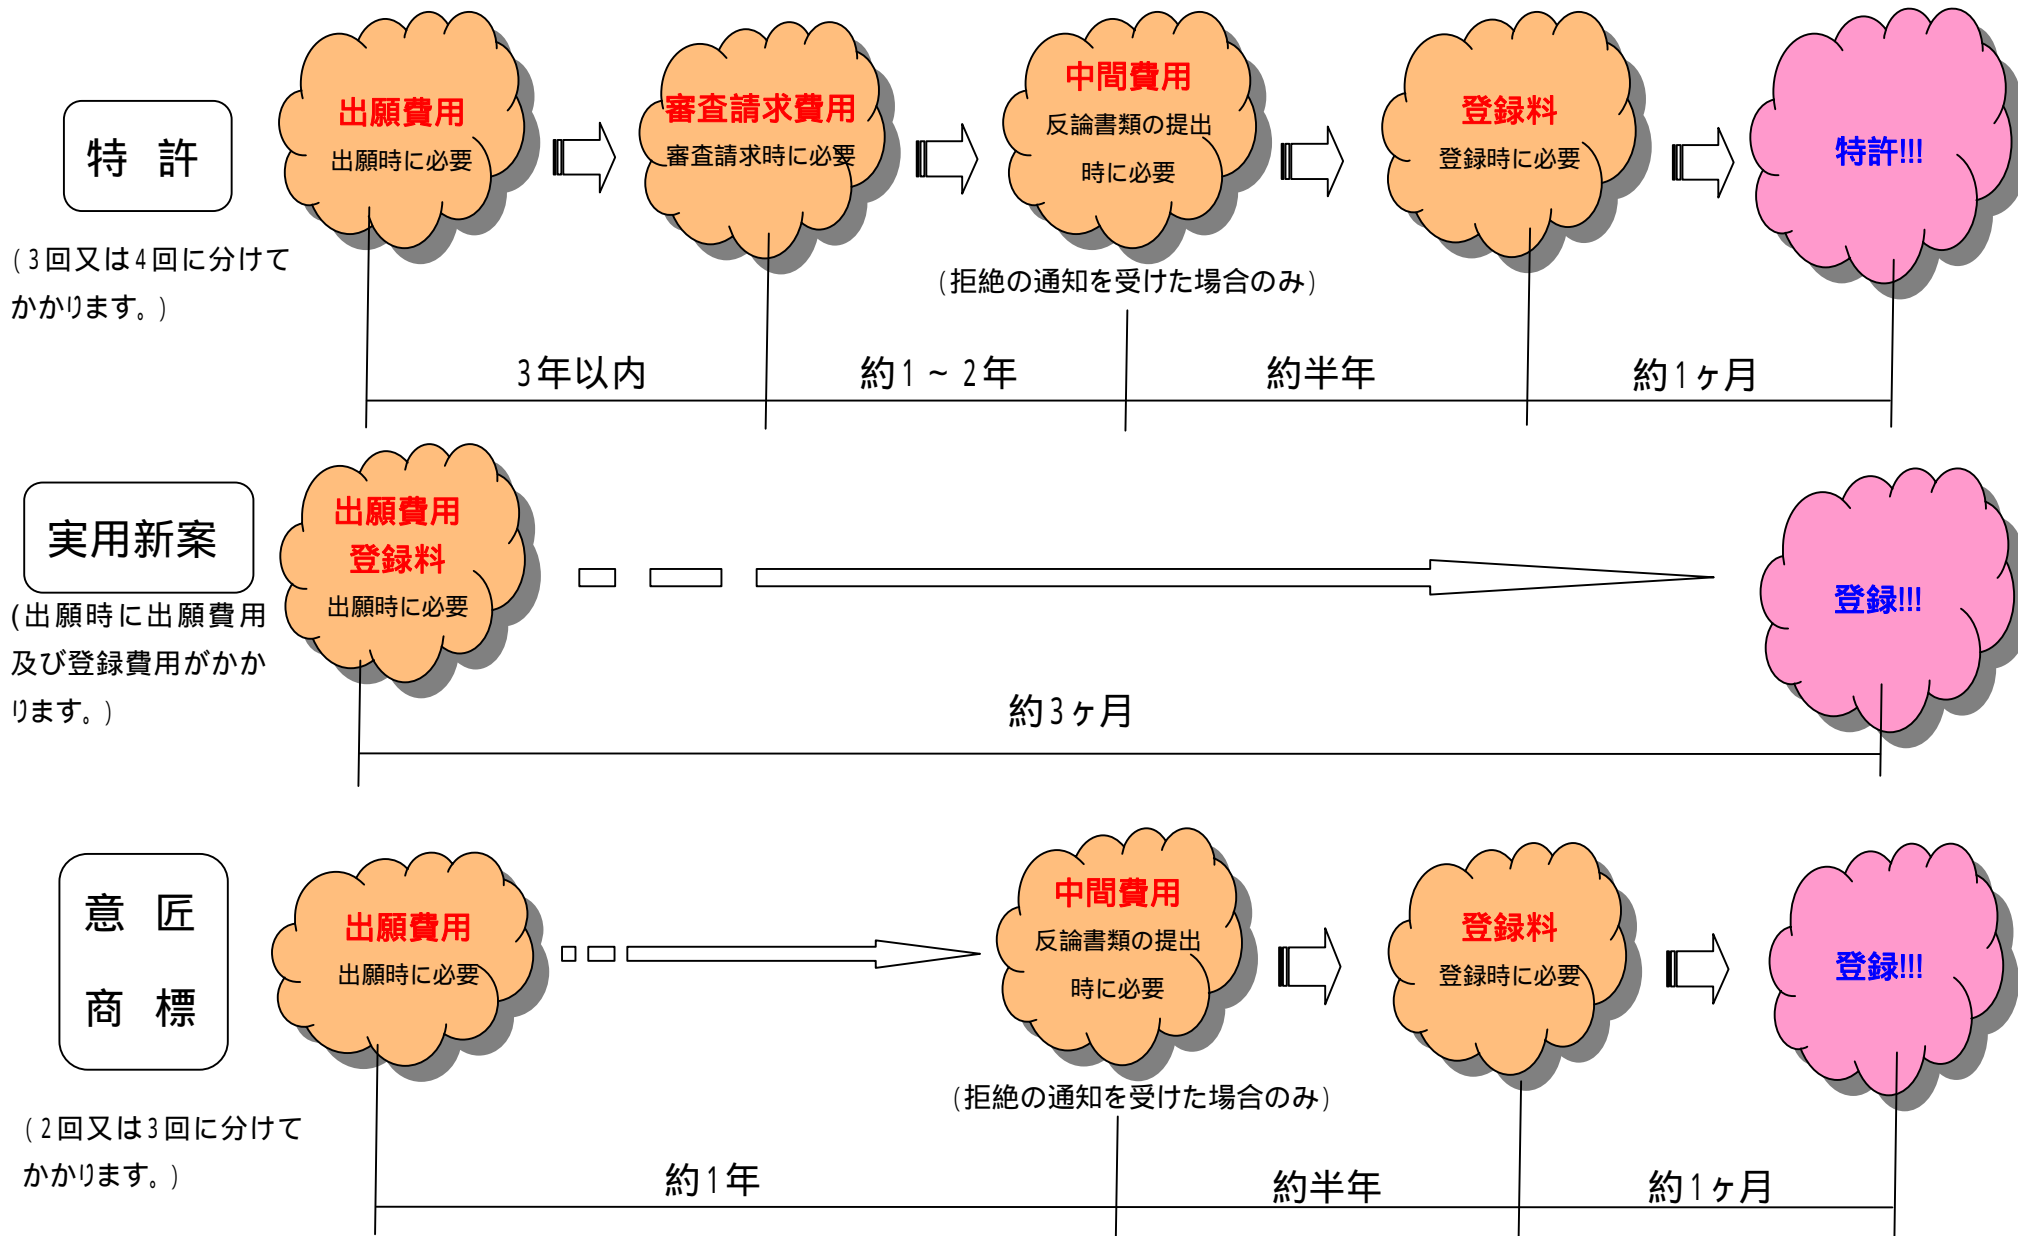 特 許
(3回又は4回に分けて
かかります。)
出願費用
出願時に必要
審査請求費用
審査請求時に必要
中間費用
反論書類の提出
時に必要
(拒絶の通知を受けた場合のみ)
登録料
登録時に必要
特許!!!
3年以内
約1~2年
約半年
約1ヶ月
実用新案
(出願時に出願費用
及び登録費用がかか
ります。)
出願費用
登録料
出願時に必要
登録!!!
約3ヶ月
意 匠
商 標
(2回又は3回に分けて
かかります。)
出願費用
出願時に必要
中間費用
反論書類の提出
時に必要
(拒絶の通知を受けた場合のみ)
登録料
登録時に必要
登録!!!
約1年
約半年
約1ヶ月